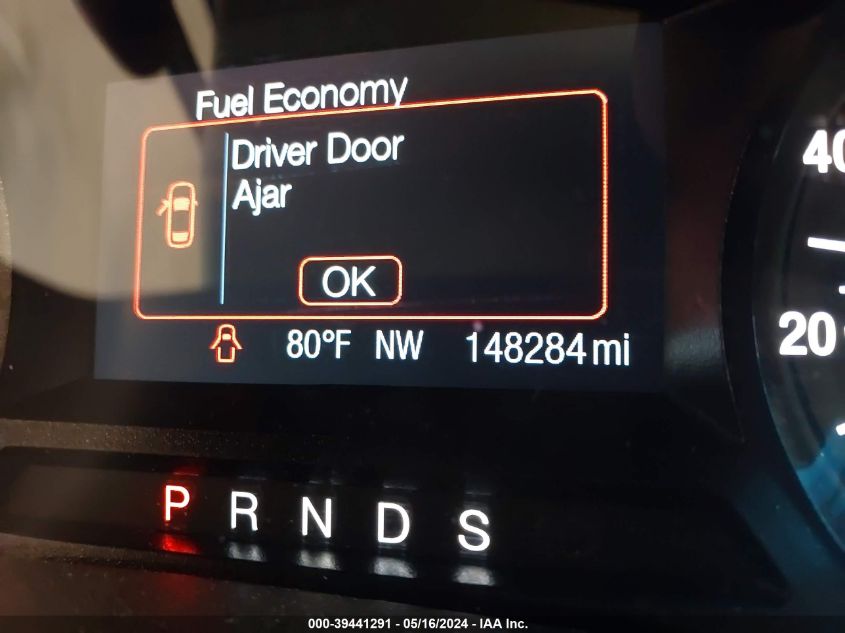 Fuel Economy
Driver Door
Ajar
OK
80°F NW 148284 mi
40
20
P R N D S
000-39441291 - 05/16/2024 - IAA Inc.